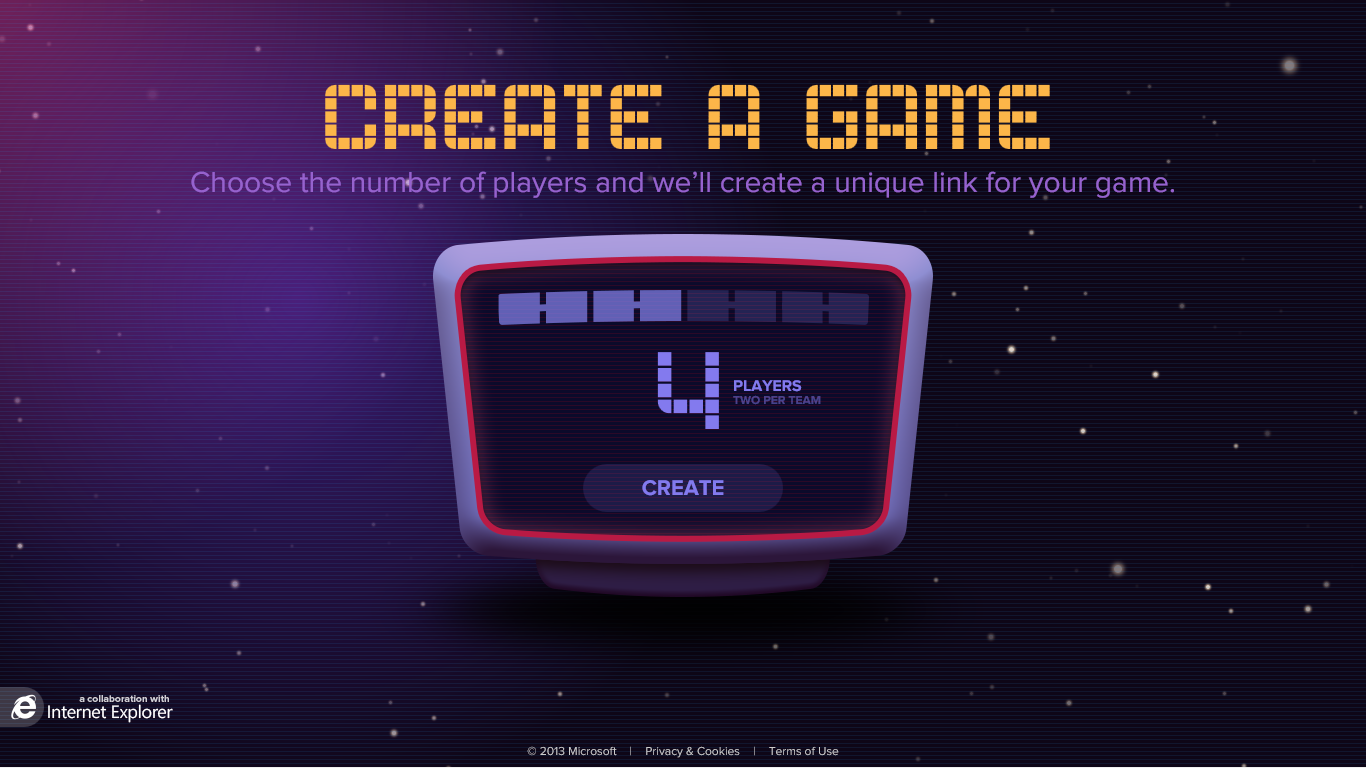 CREATE A GAME
Choose the number of players and we’ll create a unique link for your game.
4
PLAYERS
TWO PER TEAM
CREATE
a collaboration with
Internet Explorer
© 2013 Microsoft | Privacy & Cookies | Terms of Use